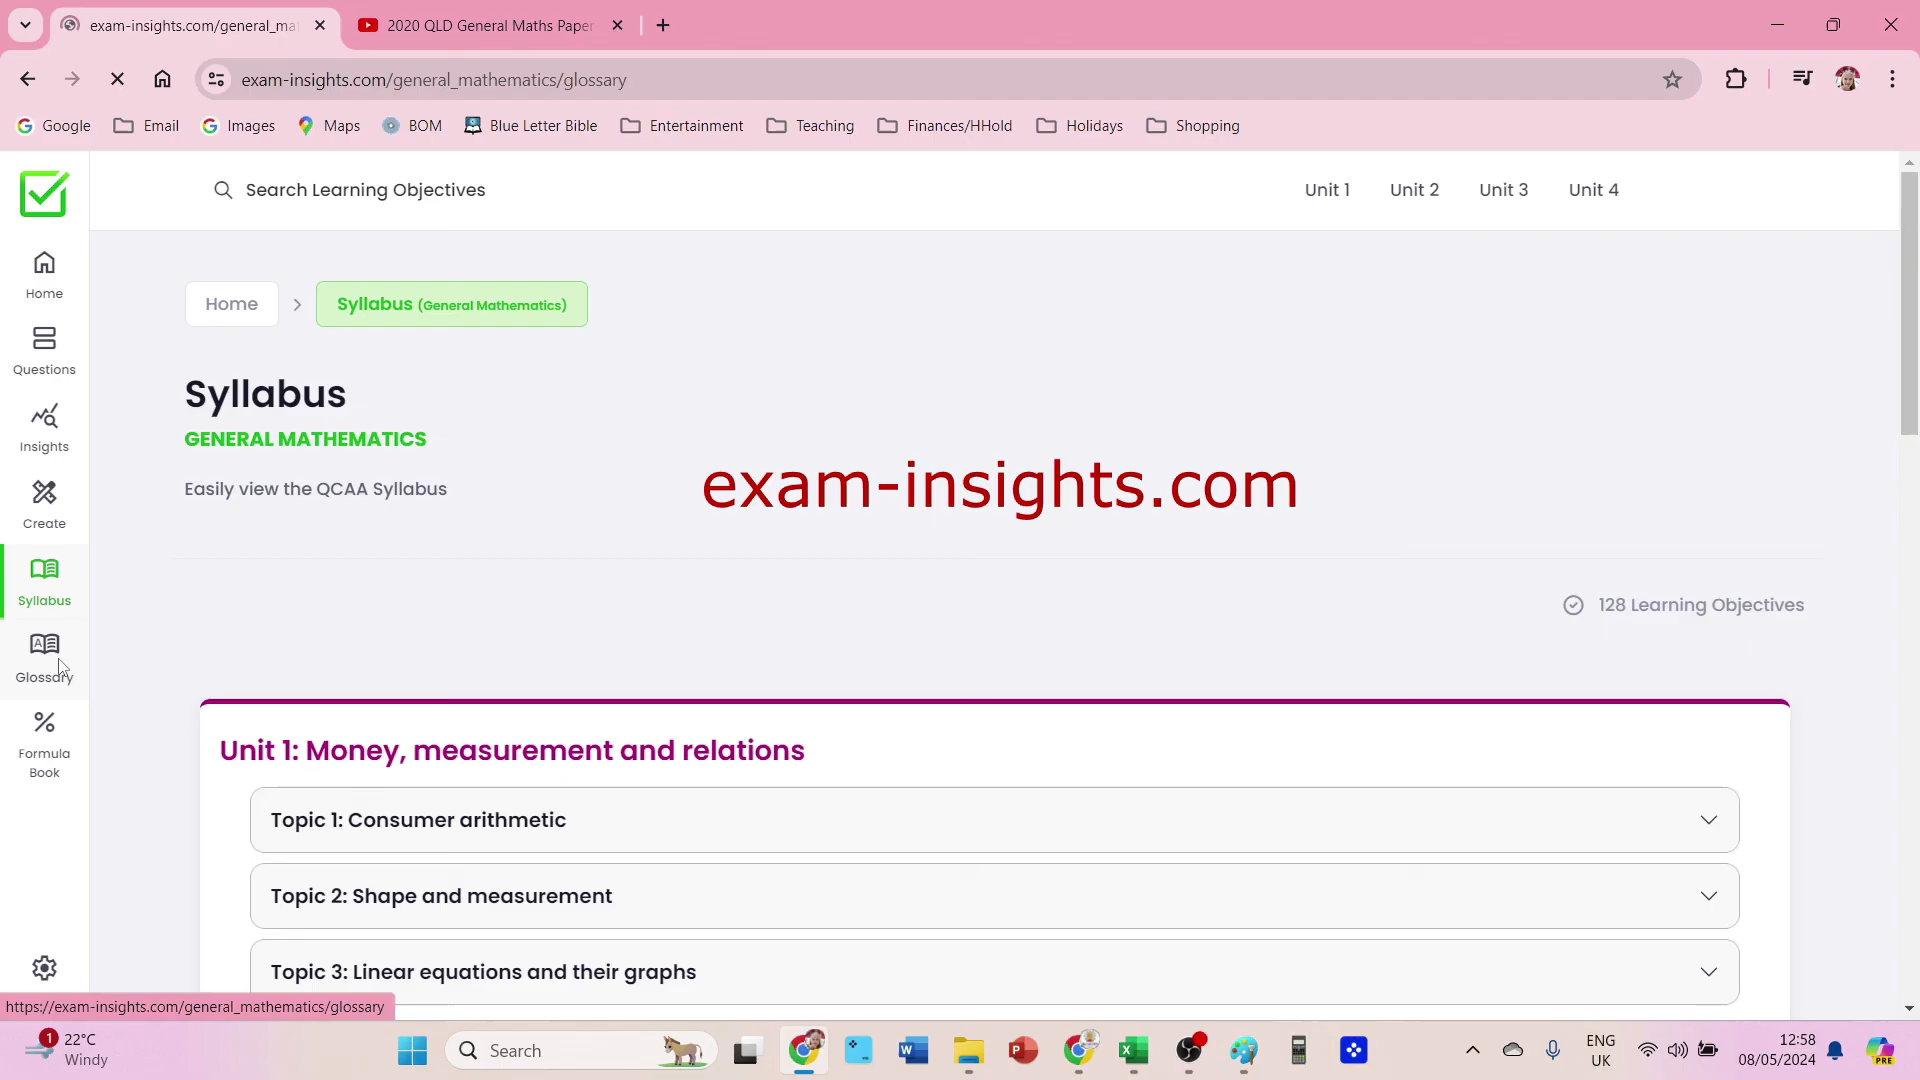 exam-insights.com/general_ma
2020 QLD General Maths Paper
exam-insights.com/general_mathematics/glossary
Google Email Images Maps BOM Blue Letter Bible Entertainment Teaching Finances/HHold Holidays Shopping
Search Learning Objectives
Unit 1 Unit 2 Unit 3 Unit 4
Home
Questions
Insights
Create
Syllabus
Glossary
Formula
Book
Home
Syllabus (General Mathematics)
Syllabus
GENERAL MATHEMATICS
Easily view the QCAA Syllabus
exam-insights.com
128 Learning Objectives
Unit 1: Money, measurement and relations
Topic 1: Consumer arithmetic
Topic 2: Shape and measurement
Topic 3: Linear equations and their graphs
https://exam-insights.com/general_mathematics/glossary
1
22°C
Windy
Search
ENG
UK
12:58
08/05/2024
PRE